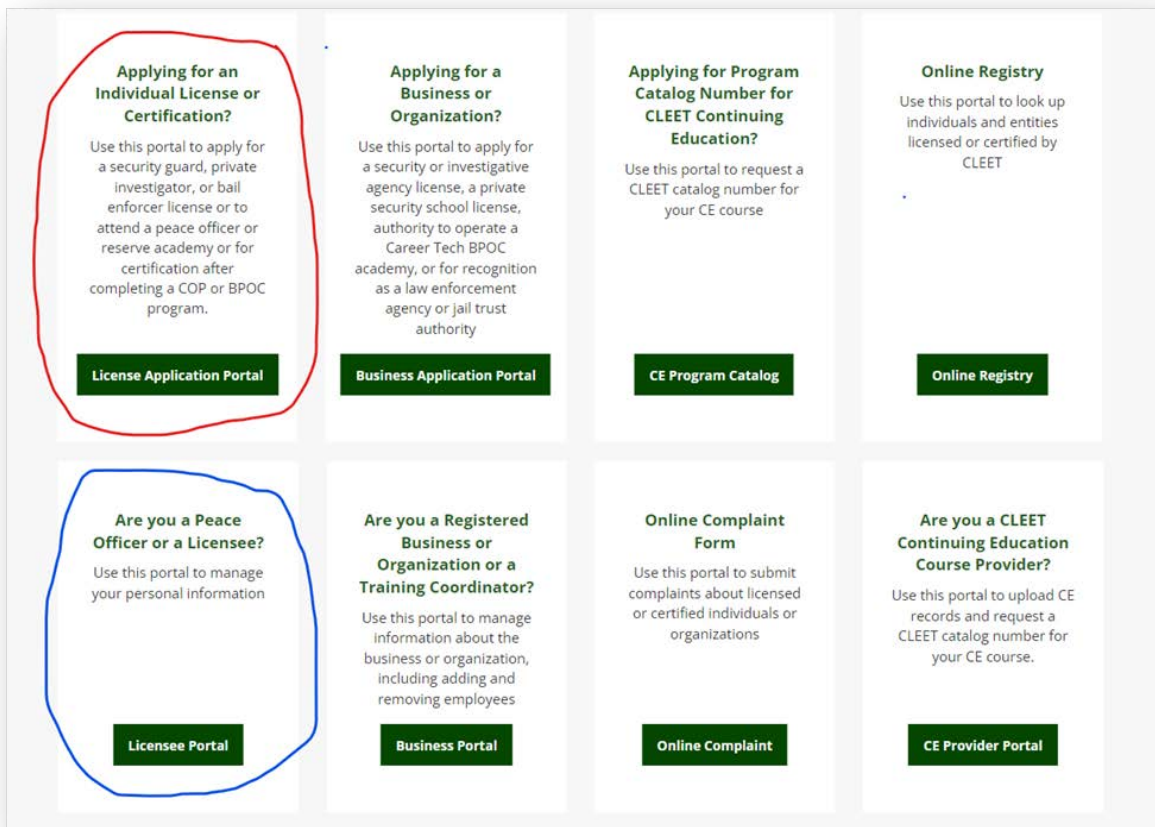 Applying for an
Individual License or
Certification?
Use this portal to apply for
a security guard, private
investigator, or bail
enforcer license or to
attend a peace officer or
reserve academy or for
certification after
completing a COP or BPOC
program.
License Application Portal
Applying for a
Business or
Organization?
Use this portal to apply for
a security or investigative
agency license, a private
security school license,
authority to operate a
Career Tech BPOC
academy, or for recognition
as a law enforcement
agency or jail trust
authority
Business Application Portal
Applying for Program
Catalog Number for
CLEET Continuing
Education?
Use this portal to request a
CLEET catalog number for
your CE course
CE Program Catalog
Online Registry
Use this portal to look up
individuals and entities
licensed or certified by
CLEET
Online Registry
Are you a Peace
Officer or a Licensee?
Use this portal to manage
your personal information
Licensee Portal
Are you a Registered
Business or
Organization or a
Training Coordinator?
Use this portal to manage
information about the
business or organization,
including adding and
removing employees
Business Portal
Online Complaint
Form
Use this portal to submit
complaints about licensed
or certified individuals or
organizations
Online Complaint
Are you a CLEET
Continuing Education
Course Provider?
Use this portal to upload CE
records and request a
CLEET catalog number for
your CE course.
CE Provider Portal